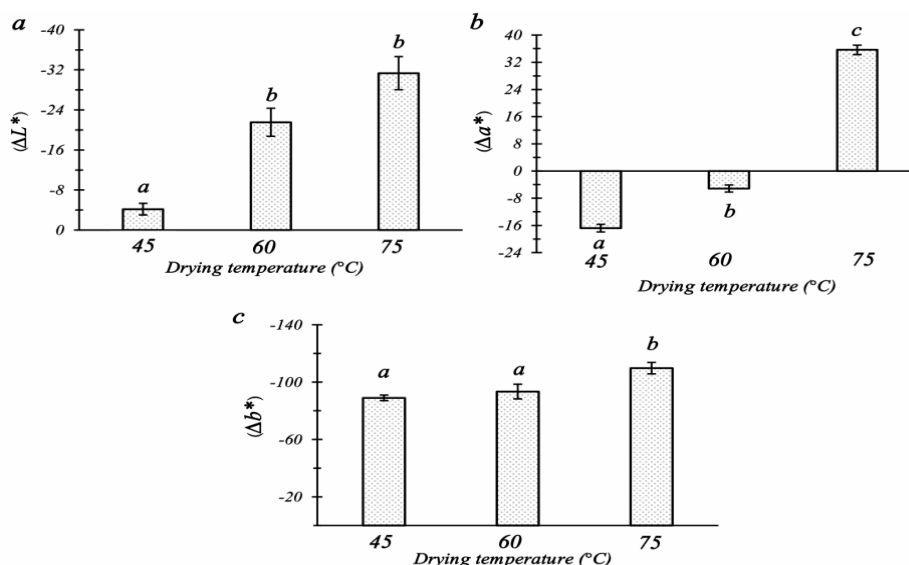 a
-40
-32
-24
-16
-8
0
(ΔL*)
a
b
b
45 60 75
Drying temperature (°C)
b
40
32
24
16
8
0
-8
-16
-24
(Δa*)
a
b
c
45 60 75
Drying temperature (°C)
c
-140
-100
-60
-20
(Δb*)
a
a
b
45 60 75
Drying temperature (°C)